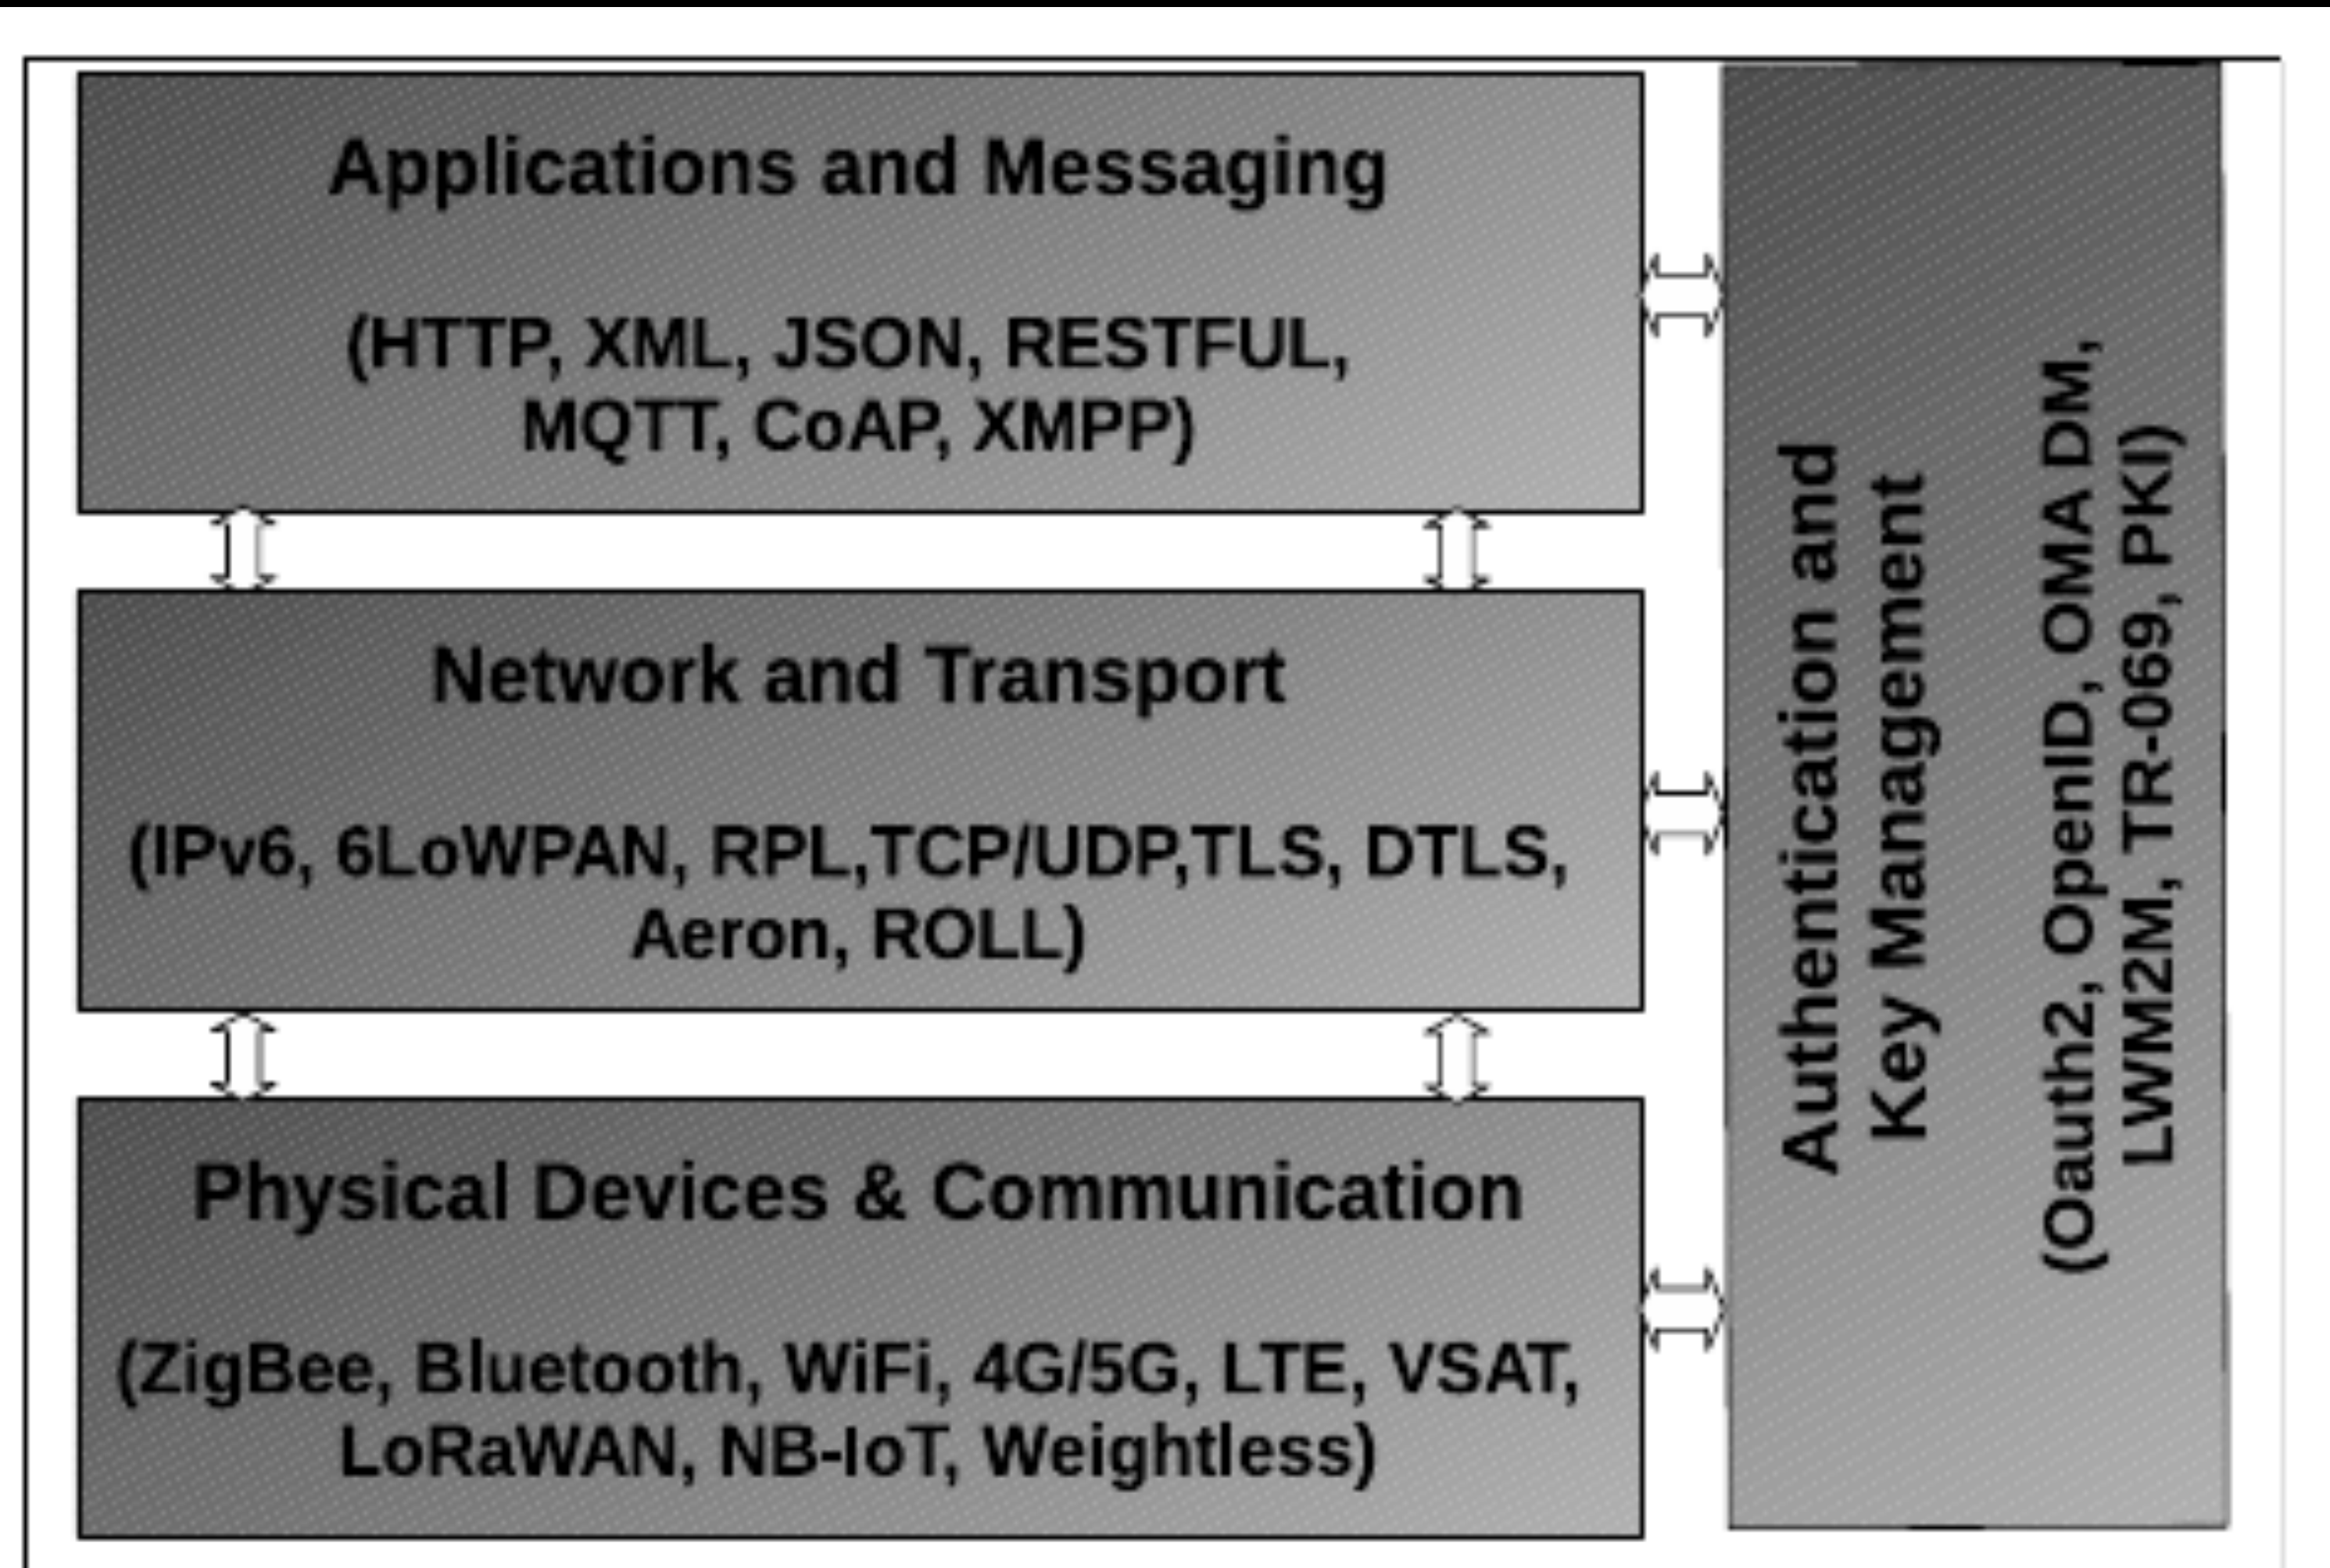 Applications and Messaging
(HTTP, XML, JSON, RESTFUL,
MQTT, CoAP, XMPP)
Network and Transport
(IPv6, 6LoWPAN, RPL,TCP/UDP,TLS, DTLS,
Aeron, ROLL)
Physical Devices & Communication
(ZigBee, Bluetooth, WiFi, 4G/5G, LTE, VSAT,
LoRaWAN, NB-IoT, Weightless)
Authentication and
Key Management
(Oauth2, OpenID, OMA DM,
LWM2M, TR-069, PKI)